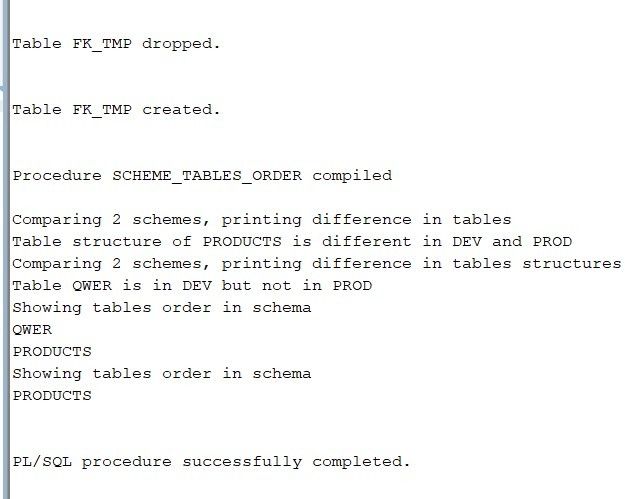 Table FK_TMP dropped.
Table FK_TMP created.
Procedure SCHEME_TABLES_ORDER compiled
Comparing 2 schemes, printing difference in tables
Table structure of PRODUCTS is different in DEV and PROD
Comparing 2 schemes, printing difference in tables structures
Table QWER is in DEV but not in PROD
Showing tables order in schema
QWER
PRODUCTS
Showing tables order in schema
PRODUCTS
PL/SQL procedure successfully completed.